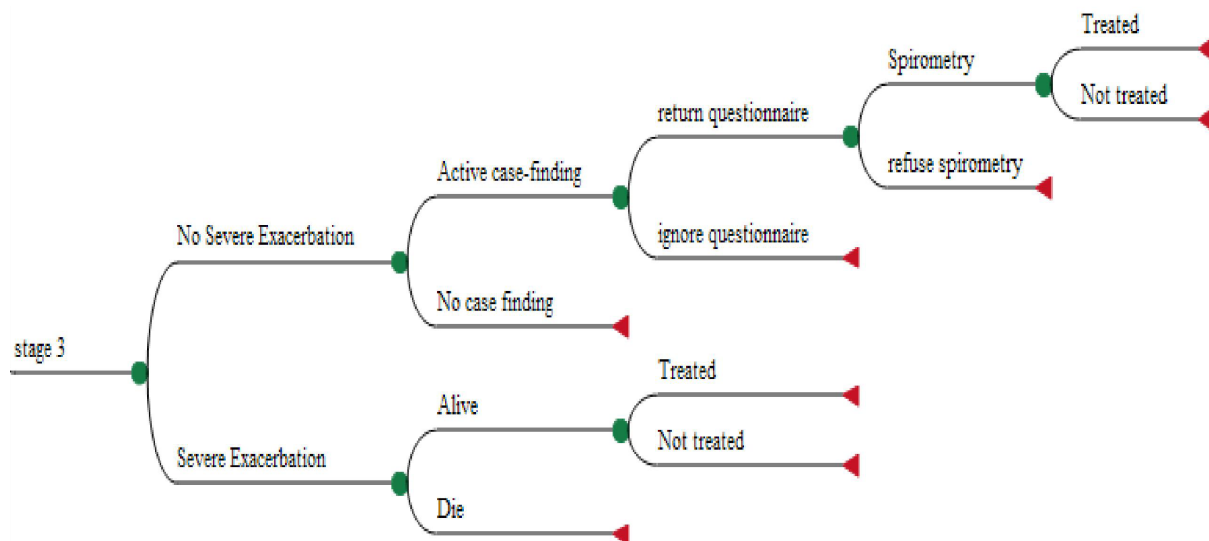 Treated
Spirometry
Not treated
return questionnaire
refuse spirometry
Active case-finding
No Severe Exacerbation
ignore questionnaire
No case finding
stage 3
Treated
Alive
Not treated
Severe Exacerbation
Die